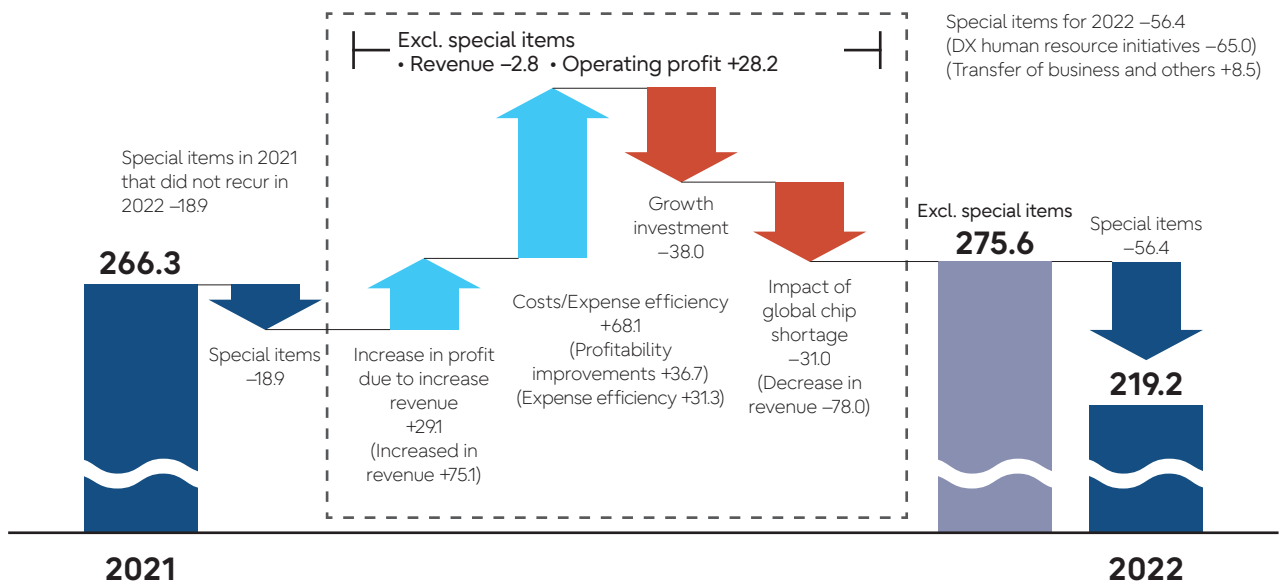 Excl. special items
• Revenue –2.8 • Operating profit +28.2
Special items for 2022 –56.4
(DX human resource initiatives –65.0)
(Transfer of business and others +8.5)
Special items in 2021
that did not recur in
2022 –18.9
266.3
Special items
–18.9
Increase in profit
due to increase
revenue
+29.1
(Increased in
revenue +75.1)
Costs/Expense efficiency
+68.1
(Profitability
improvements +36.7)
(Expense efficiency +31.3)
Growth
investment
–38.0
Impact of
global chip
shortage
–31.0
(Decrease in
revenue –78.0)
Excl. special items
275.6
Special items
–56.4
219.2
2021
2022